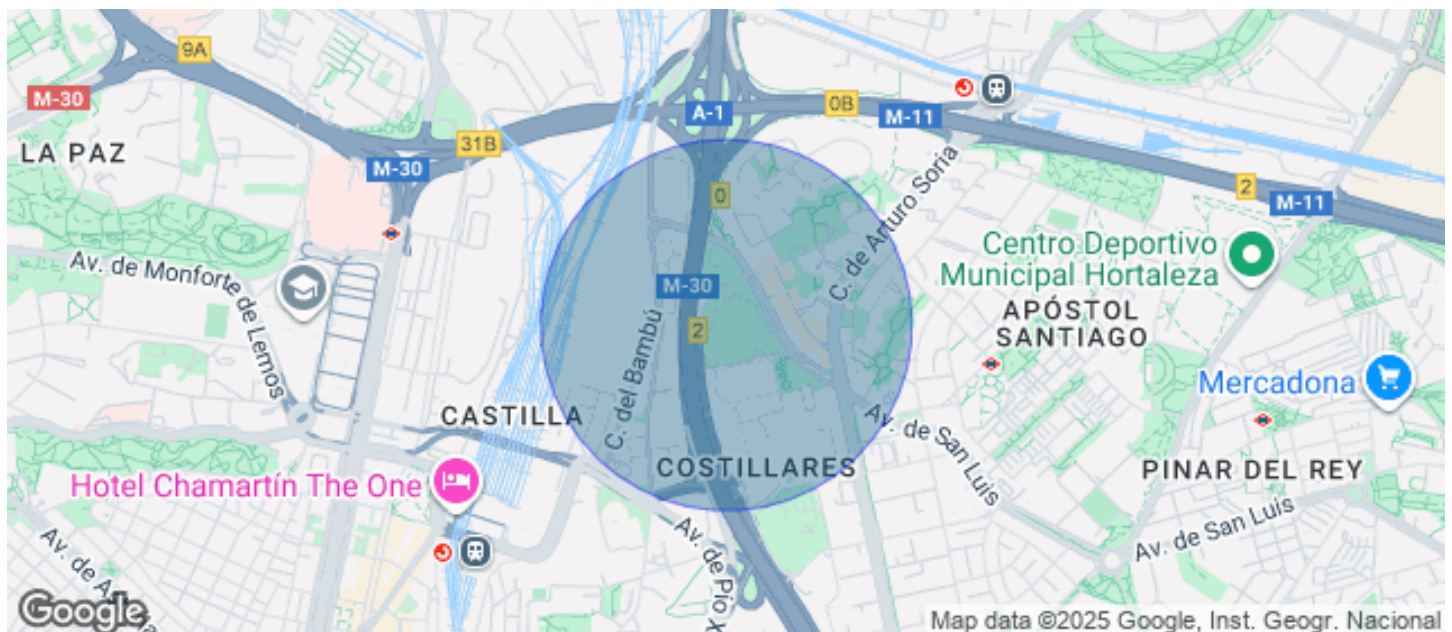 9A
M-30
LA PAZ
31B
M-30
A-1
0B
M-11
2
M-11
0
C. de Arturo Soria
Centro Deportivo
Municipal Hortaleza
Av. de Monforte de Lemos
M-30
2
C. del Bambú
APÓSTOL
SANTIAGO
Mercadona
CASTILLA
Av. de San Luis
COSTILLARES
PINAR DEL REY
Hotel Chamartín The One
Av. de San Luis
Av. de Pío X
Av. de A
Google
Map data ©2025 Google, Inst. Geogr. Nacional